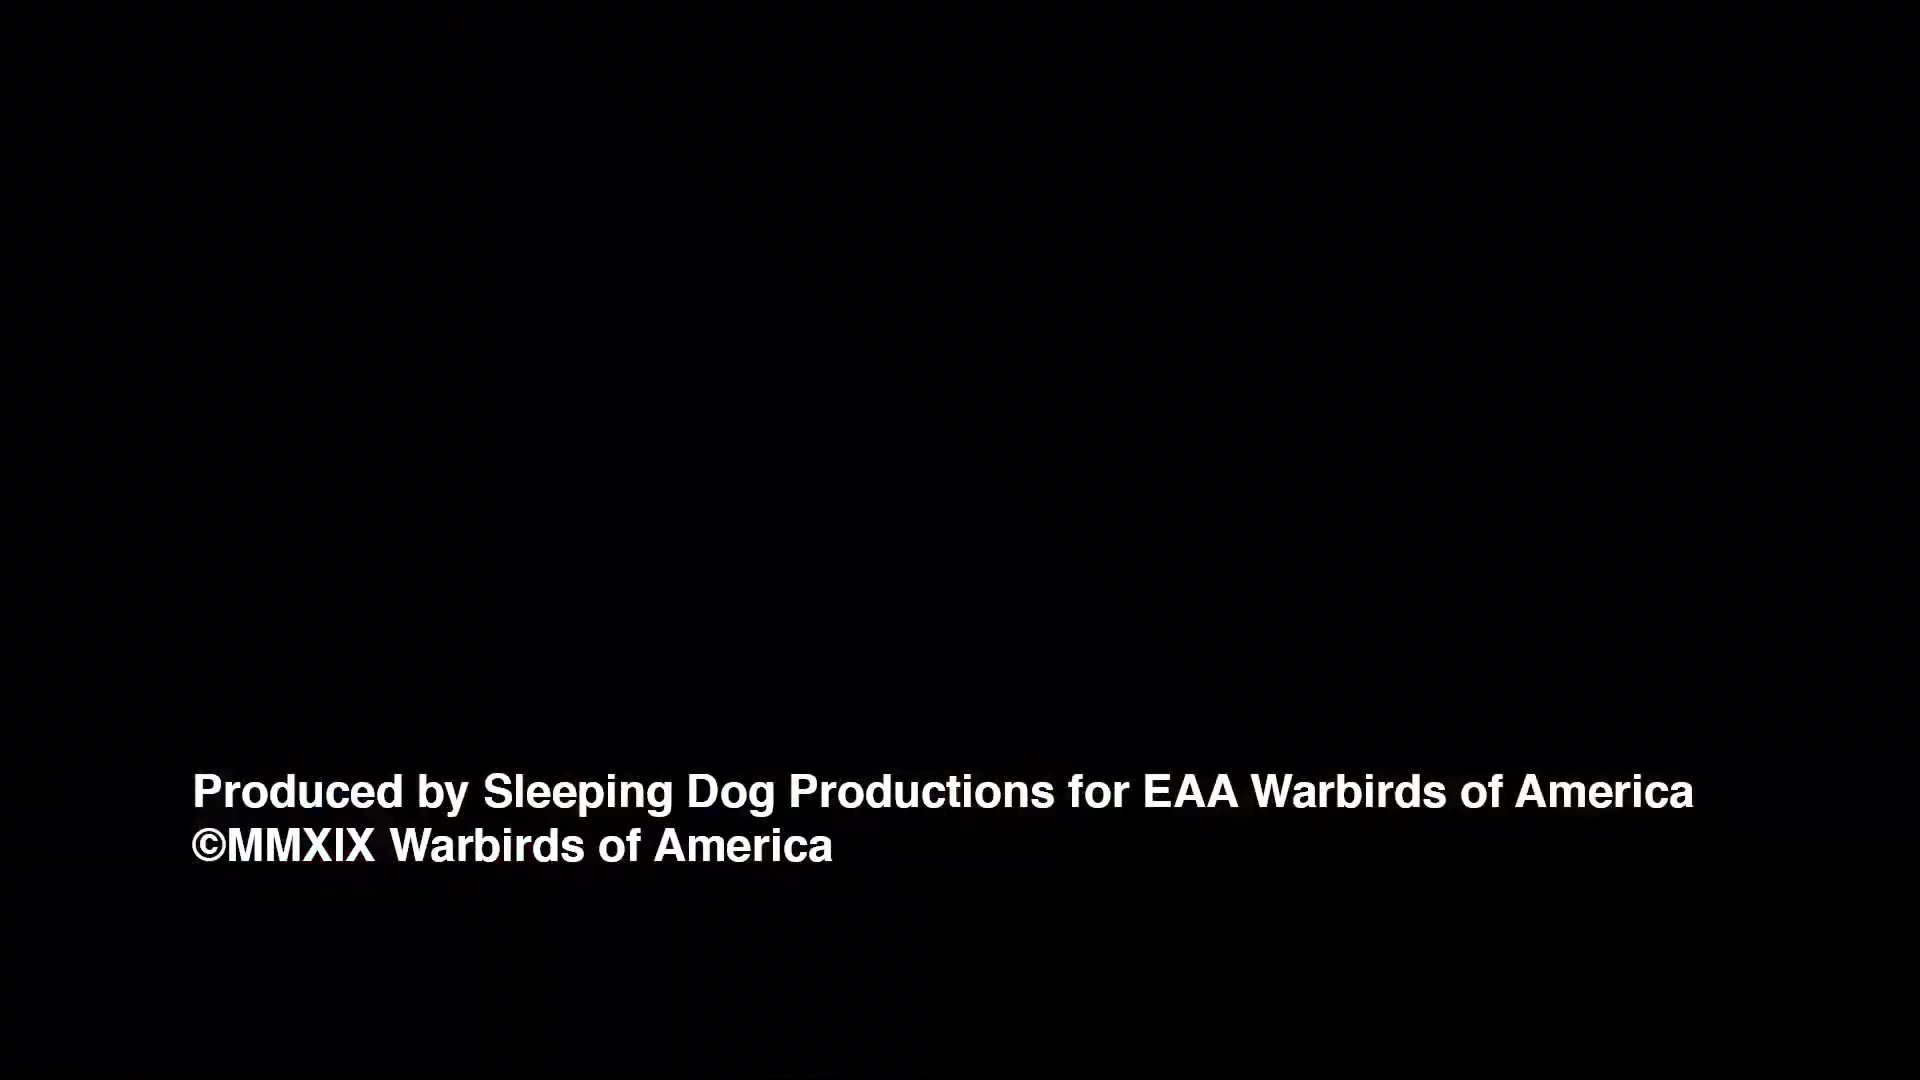 Produced by Sleeping Dog Productions for EAA Warbirds of America
©MMXIX Warbirds of America